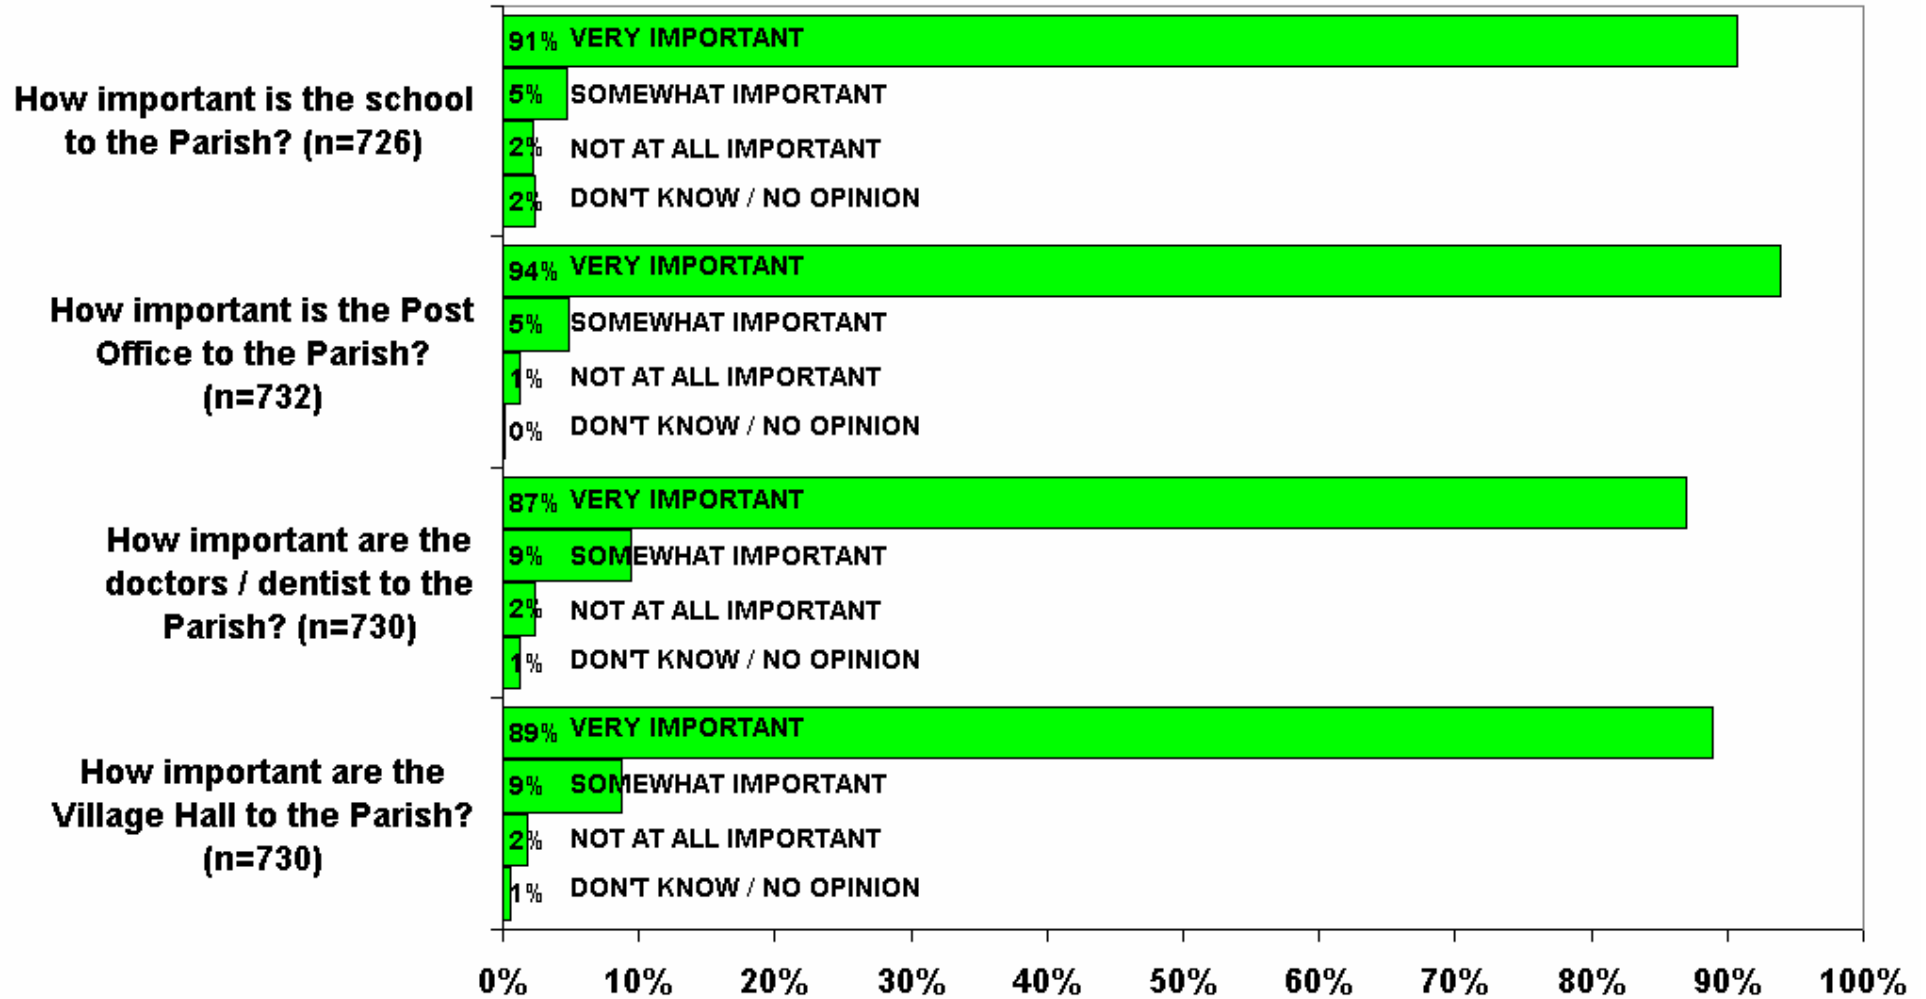 How important is the school
to the Parish? (n=726)
91% VERY IMPORTANT
5% SOMEWHAT IMPORTANT
2% NOT AT ALL IMPORTANT
2% DON'T KNOW / NO OPINION
How important is the Post
Office to the Parish?
(n=732)
94% VERY IMPORTANT
5% SOMEWHAT IMPORTANT
1% NOT AT ALL IMPORTANT
0% DON'T KNOW / NO OPINION
How important are the
doctors / dentist to the
Parish? (n=730)
87% VERY IMPORTANT
9% SOMEWHAT IMPORTANT
2% NOT AT ALL IMPORTANT
1% DON'T KNOW / NO OPINION
How important are the
Village Hall to the Parish?
(n=730)
89% VERY IMPORTANT
9% SOMEWHAT IMPORTANT
2% NOT AT ALL IMPORTANT
1% DON'T KNOW / NO OPINION
0% 10% 20% 30% 40% 50% 60% 70% 80% 90% 100%